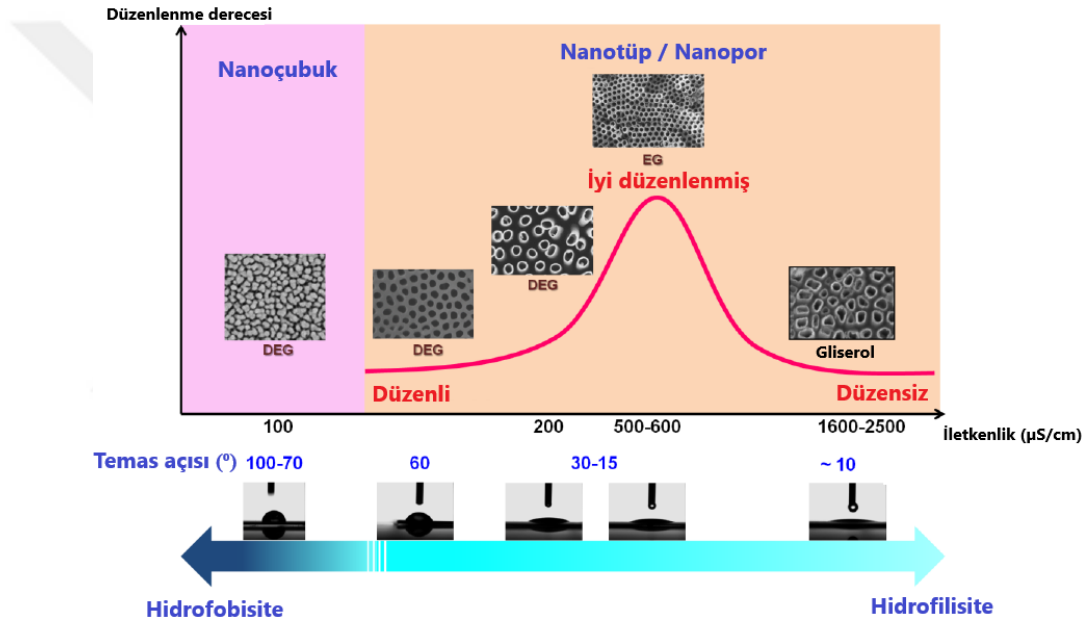 Düzenlenme derecesi
Nanoçubuk
Nanotüp / Nanopor
EG
İyi düzenlenmiş
DEG
DEG
DEG
Gliserol
Düzenli
Düzensiz
100
200
500-600
1600-2500
İletkenlik (µS/cm)
Temas açısı (⁰)
100-70
60
30-15
~ 10
Hidrofobisite
Hidrofilisite